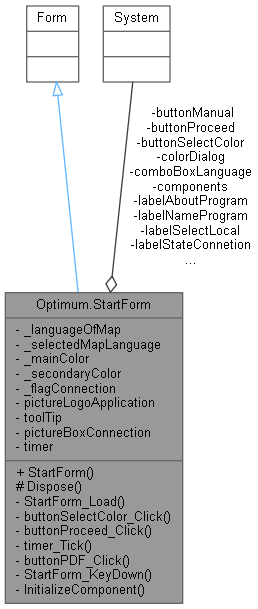 Form
System
-buttonManual
-buttonProceed
-buttonSelectColor
-colorDialog
-comboBoxLanguage
-components
-labelAboutProgram
-labelNameProgram
-labelSelectLocal
-labelStateConnetion
...
Optimum.StartForm
- _languageOfMap
- _selectedMapLanguage
- _mainColor
- _secondaryColor
- _flagConnection
- pictureLogoApplication
- toolTip
- pictureBoxConnection
- timer
+ StartForm()
# Dispose()
- StartForm_Load()
- buttonSelectColor_Click()
- buttonProceed_Click()
- timer_Tick()
- buttonPDF_Click()
- StartForm_KeyDown()
- InitializeComponent()